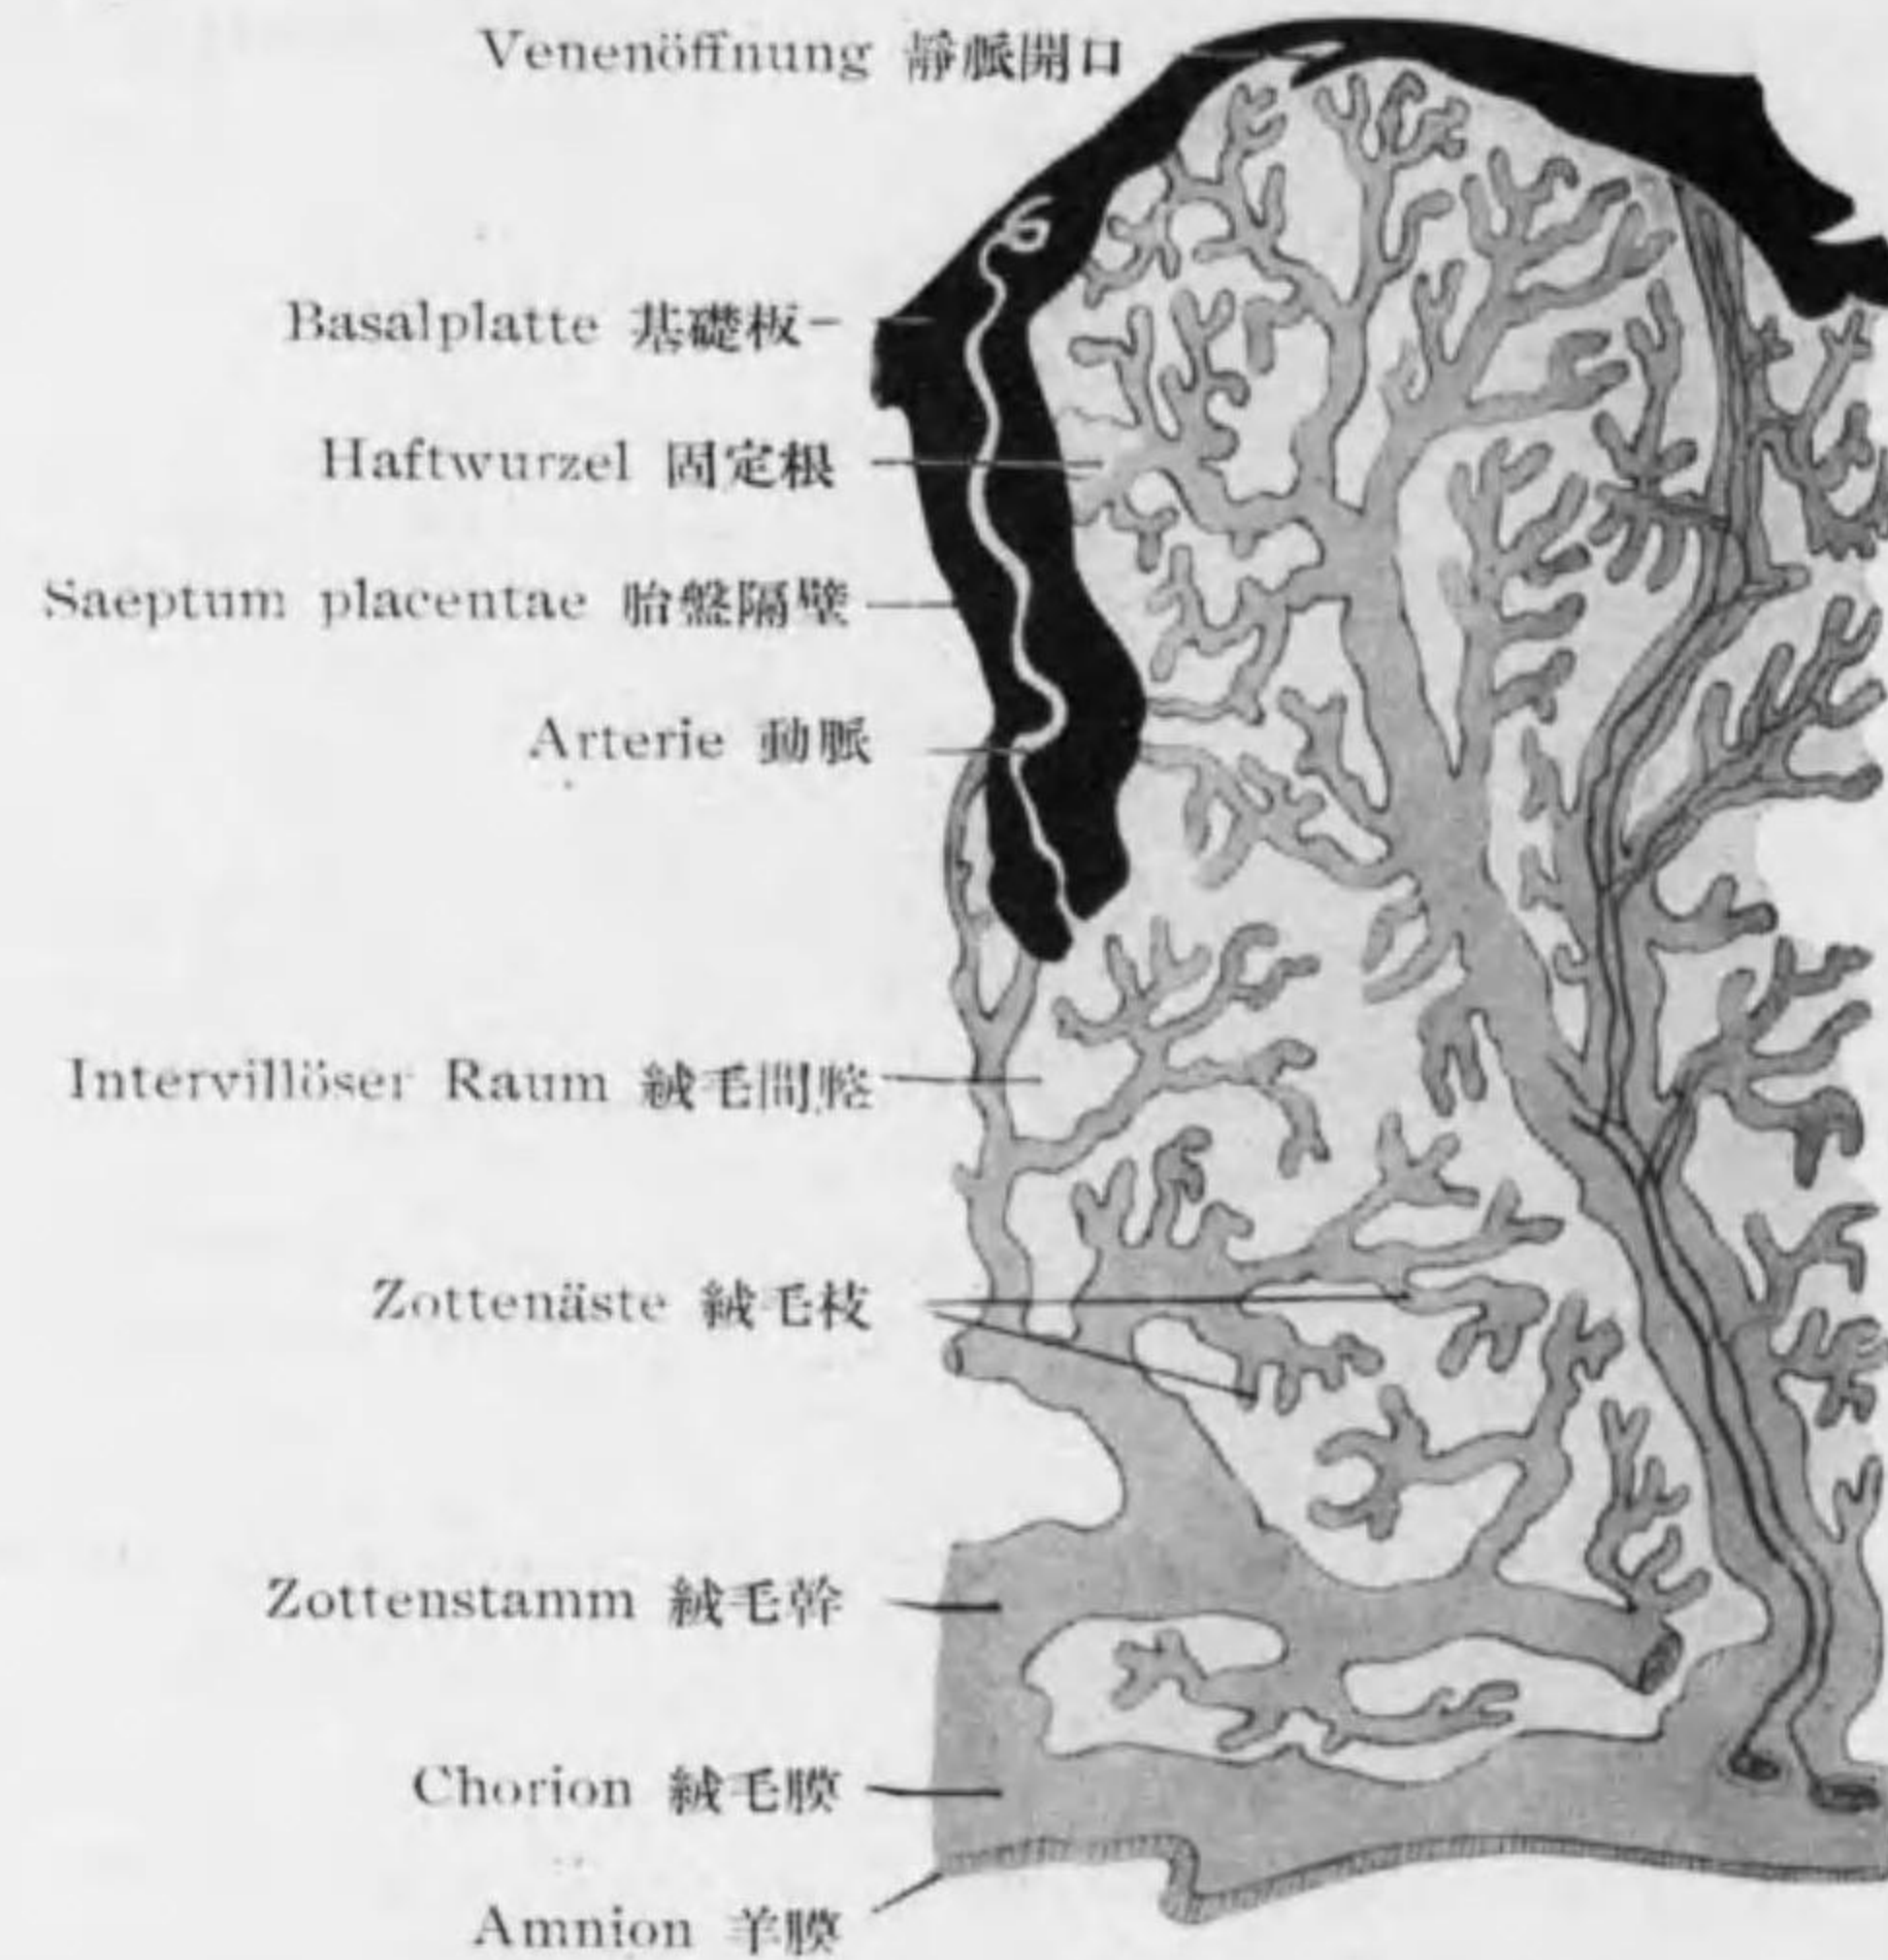 Venenöffnung 靜脈開口
Basalplatte 基礎板
Haftwurzel 固定根
Saeptum placentae 胎盤隔壁
Arterie 動脈
Intervillöser Raum 絨毛間腔
Zottenäste 絨毛枝
Zottenstamm 絨毛幹
Chorion 絨毛膜
Amnion 羊膜